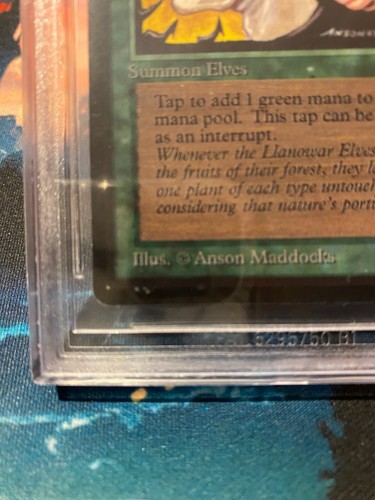 Summon Elves
Tap to add 1 green mana to
mana pool. This tap can be
as an interrupt.
Whenever the Llanowar Elves
the fruits of their forest, they
one plant of each type untouch
considering that nature's porti
Illus. © Anson Maddocks